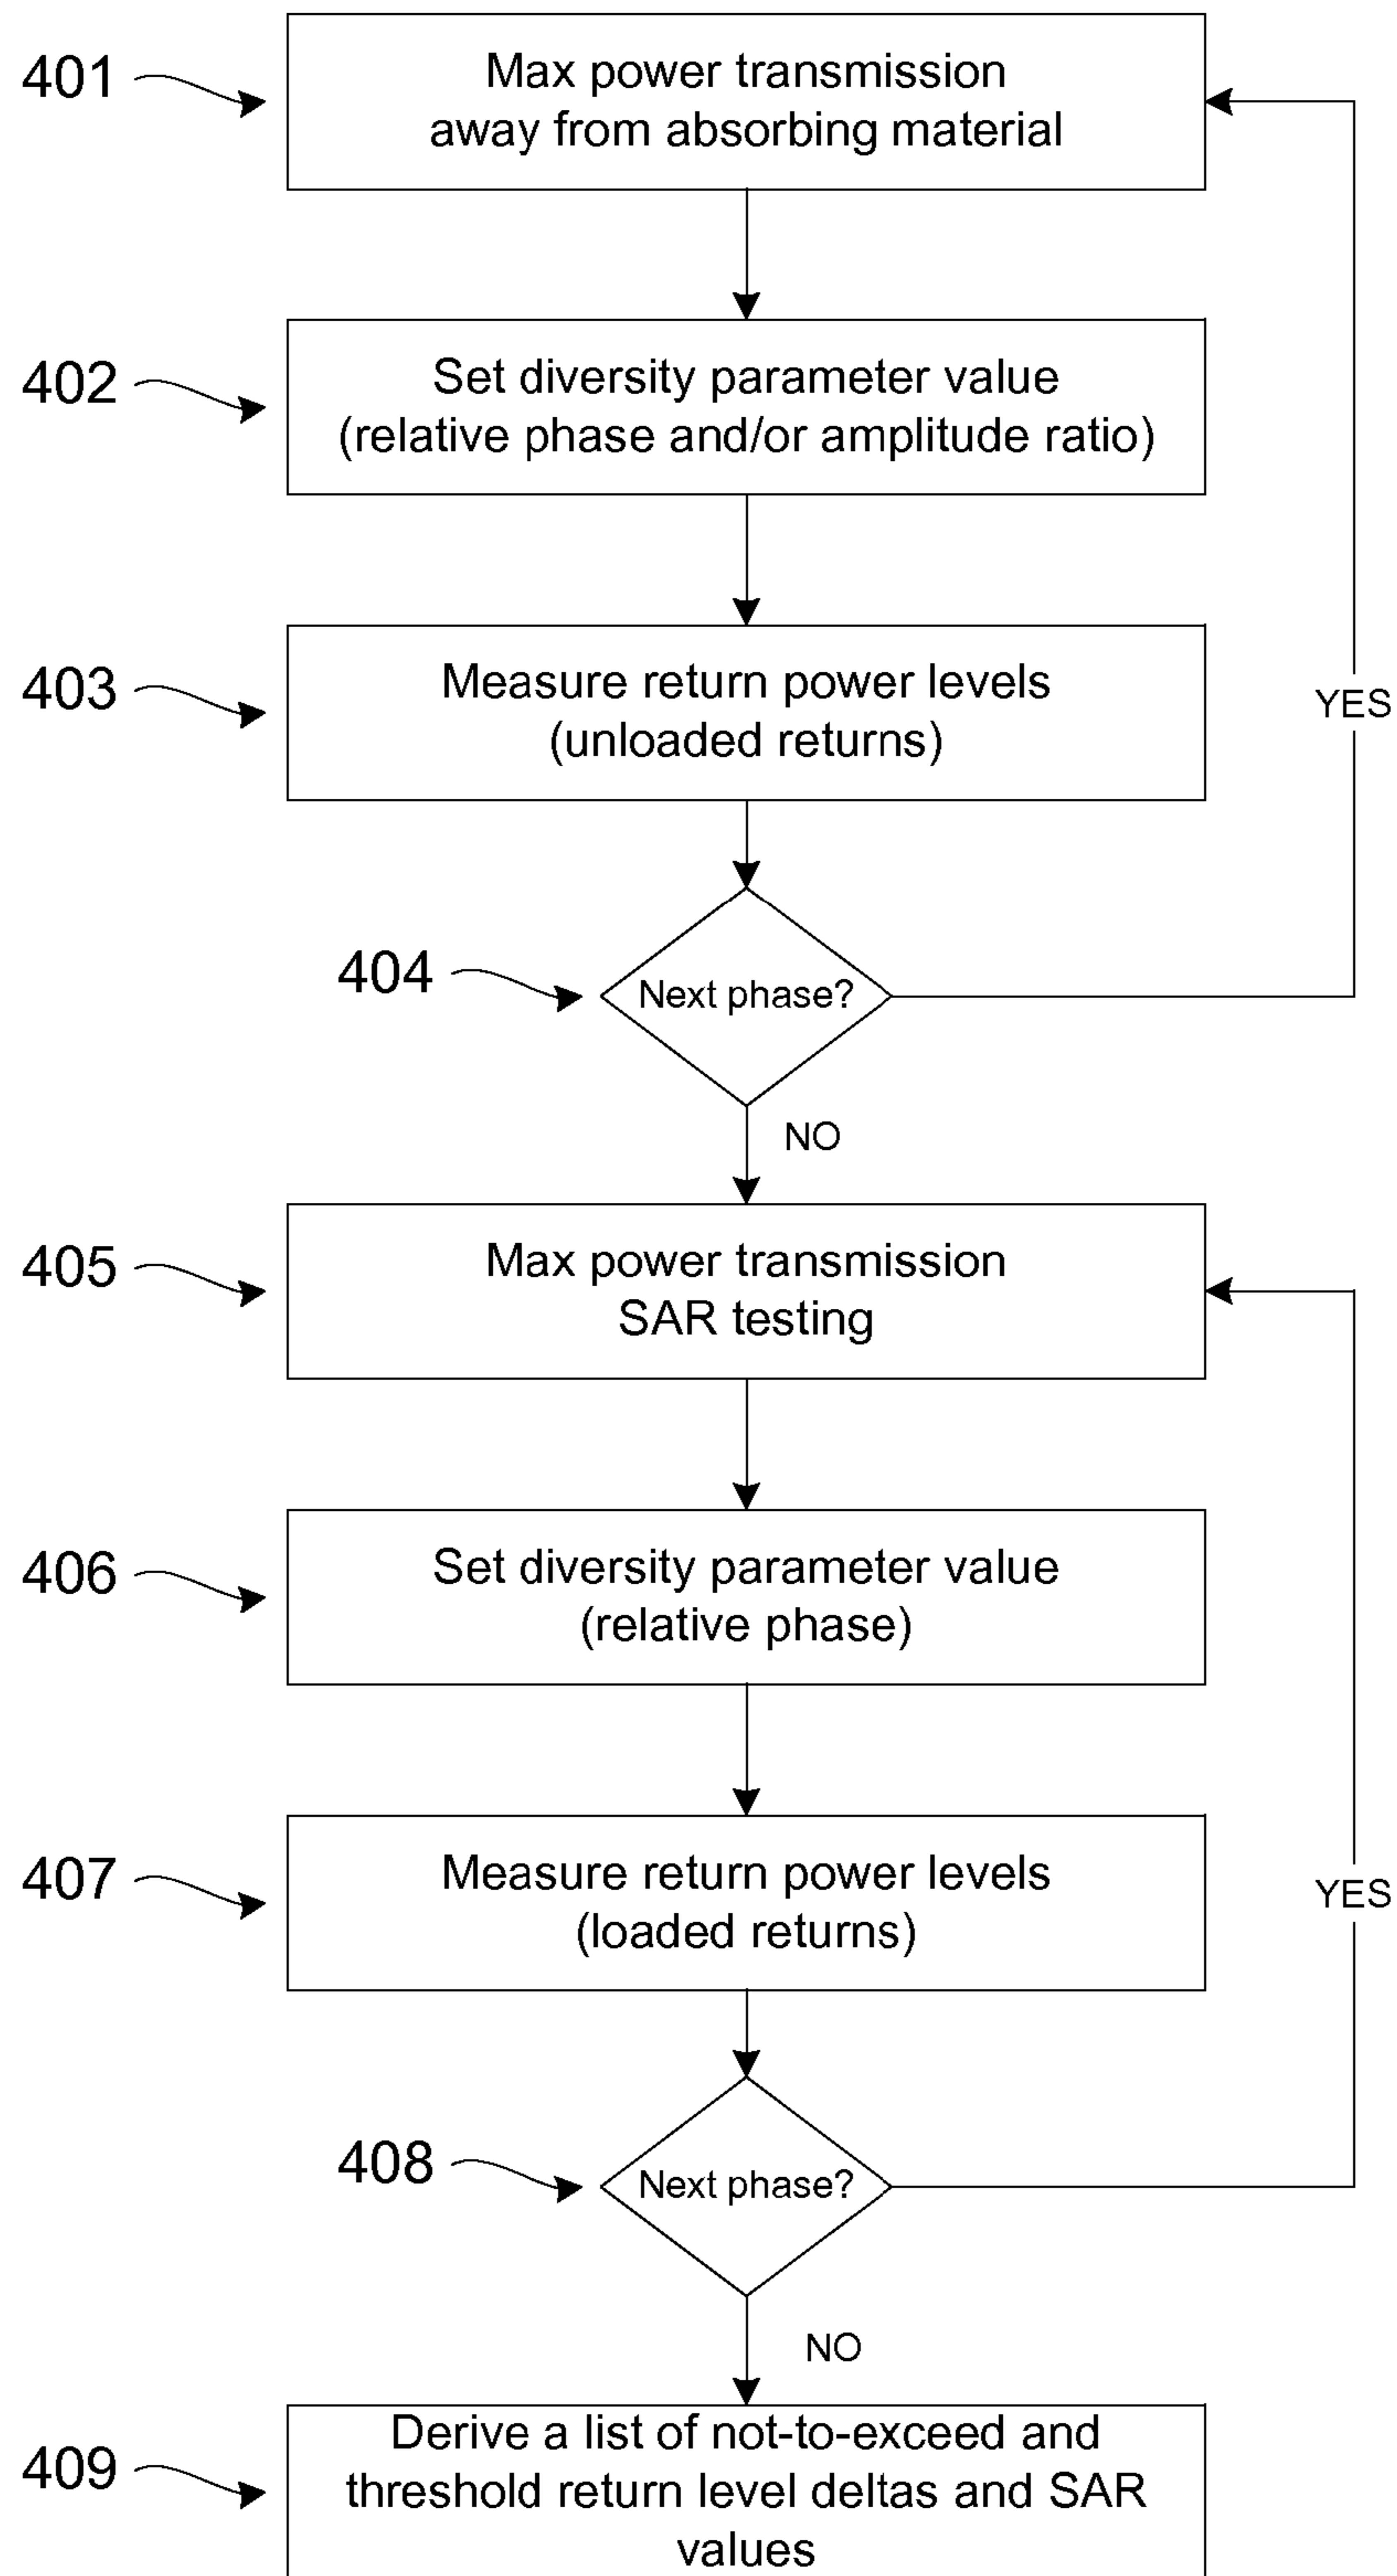 401
Max power transmission
away from absorbing material
402
Set diversity parameter value
(relative phase and/or amplitude ratio)
403
Measure return power levels
(unloaded returns)
YES
404
Next phase?
NO
405
Max power transmission
SAR testing
406
Set diversity parameter value
(relative phase)
407
Measure return power levels
(loaded returns)
YES
408
Next phase?
NO
409
Derive a list of not-to-exceed and
threshold return level deltas and SAR
values